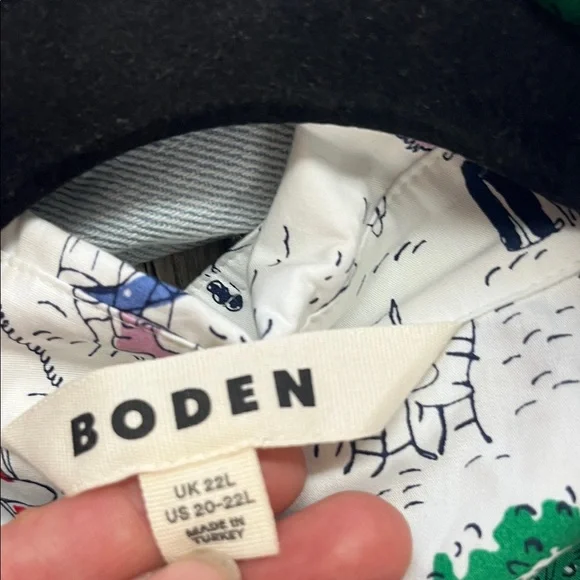 BODEN
UK 22L
US 20-22L
MADE IN
TURKEY